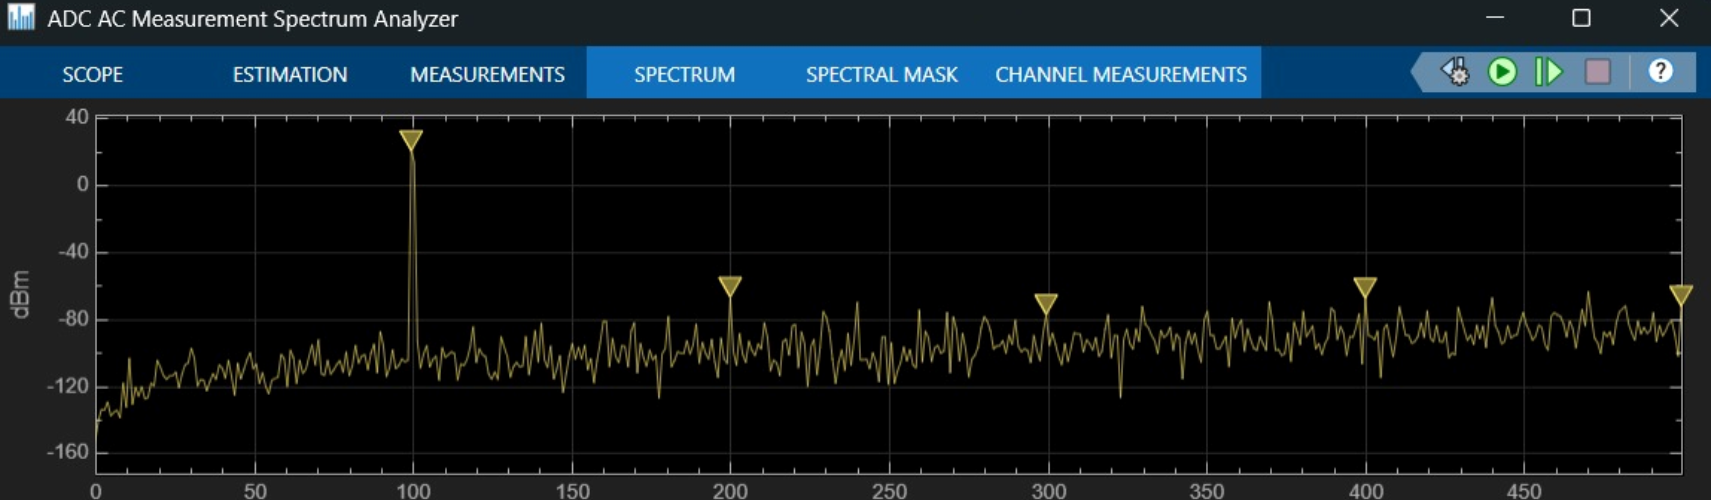 ADC AC Measurement Spectrum Analyzer
SCOPE ESTIMATION MEASUREMENTS SPECTRUM SPECTRAL MASK CHANNEL MEASUREMENTS ?
40
0
-40
-80
-120
-160
dBm
0 50 100 150 200 250 300 350 400 450